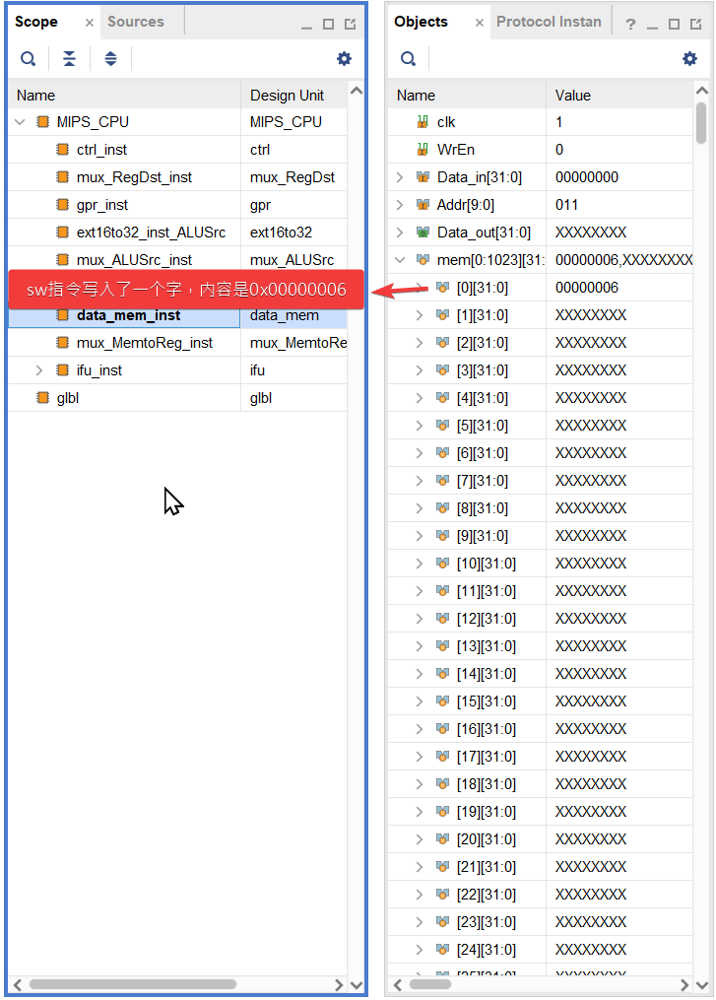 Scope × Sources
Name Design Unit
MIPS_CPU MIPS_CPU
ctrl_inst ctrl
mux_RegDst_inst mux_RegDst
gpr_inst gpr
ext16to32_inst_ALUSrc ext16to32
mux_ALUSrc_inst mux_ALUSrc
sw指令写入了一个字，内容是0x00000006
data_mem_inst data_mem
mux_MemtoReg_inst mux_MemtoRe
ifu_inst ifu
glbl glbl
Objects × Protocol Instan ?
Name Value
clk 1
WrEn 0
Data_in[31:0] 00000000
Addr[9:0] 011
Data_out[31:0] XXXXXXXX
mem[0:1023][31: 00000006,XXXXXXXX
[0][31:0] 00000006
[1][31:0] XXXXXXXX
[2][31:0] XXXXXXXX
[3][31:0] XXXXXXXX
[4][31:0] XXXXXXXX
[5][31:0] XXXXXXXX
[6][31:0] XXXXXXXX
[7][31:0] XXXXXXXX
[8][31:0] XXXXXXXX
[9][31:0] XXXXXXXX
[10][31:0] XXXXXXXX
[11][31:0] XXXXXXXX
[12][31:0] XXXXXXXX
[13][31:0] XXXXXXXX
[14][31:0] XXXXXXXX
[15][31:0] XXXXXXXX
[16][31:0] XXXXXXXX
[17][31:0] XXXXXXXX
[18][31:0] XXXXXXXX
[19][31:0] XXXXXXXX
[20][31:0] XXXXXXXX
[21][31:0] XXXXXXXX
[22][31:0] XXXXXXXX
[23][31:0] XXXXXXXX
[24][31:0] XXXXXXXX